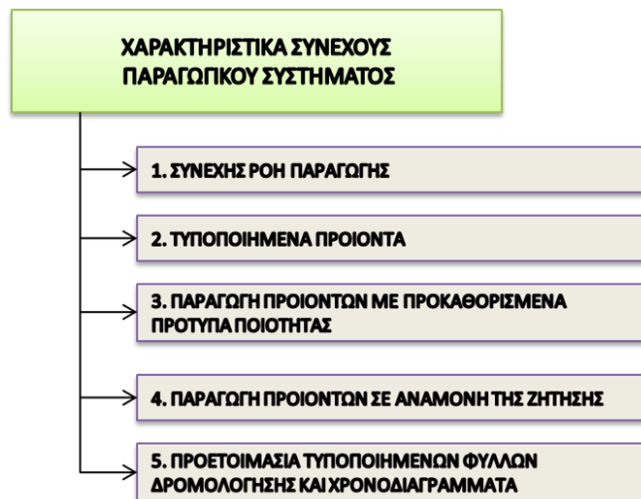 ΧΑΡΑΚΤΗΡΙΣΤΙΚΑ ΣΥΝΕΧΟΥΣ
ΠΑΡΑΓΩΓΙΚΟΥ ΣΥΣΤΗΜΑΤΟΣ
1. ΣΥΝΕΧΗΣ ΡΟΗ ΠΑΡΑΓΩΓΗΣ
2. ΤΥΠΟΠΟΙΗΜΕΝΑ ΠΡΟΙΟΝΤΑ
3. ΠΑΡΑΓΩΓΗ ΠΡΟΙΟΝΤΩΝ ΜΕ ΠΡΟΚΑΘΟΡΙΣΜΕΝΑ
ΠΡΟΤΥΠΑ ΠΟΙΟΤΗΤΑΣ
4. ΠΑΡΑΓΩΓΗ ΠΡΟΙΟΝΤΩΝ ΣΕ ΑΝΑΜΟΝΗ ΤΗΣ ΖΗΤΗΣΗΣ
5. ΠΡΟΕΤΟΙΜΑΣΙΑ ΤΥΠΟΠΟΙΗΜΕΝΩΝ ΦΥΛΛΩΝ
ΔΡΟΜΟΛΟΓΗΣΗΣ ΚΑΙ ΧΡΟΝΟΔΙΑΓΡΑΜΜΑΤΑ